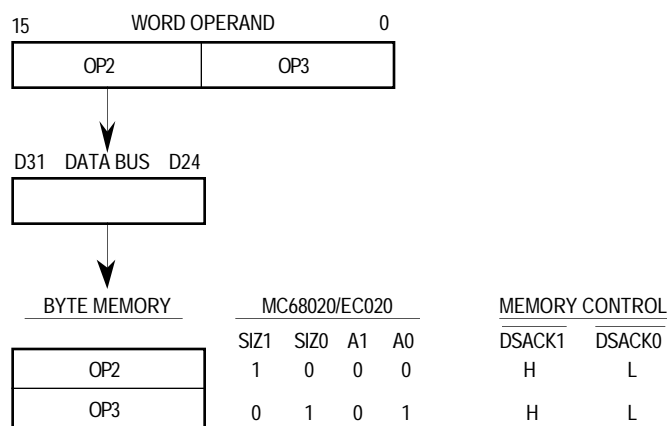 15 WORD OPERAND 0
OP2 OP3
D31 DATA BUS D24
BYTE MEMORY MC68020/EC020 MEMORY CONTROL
SIZ1 SIZ0 A1 A0 DSACK1 DSACK0
OP2 1 0 0 0 H L
OP3 0 1 0 1 H L